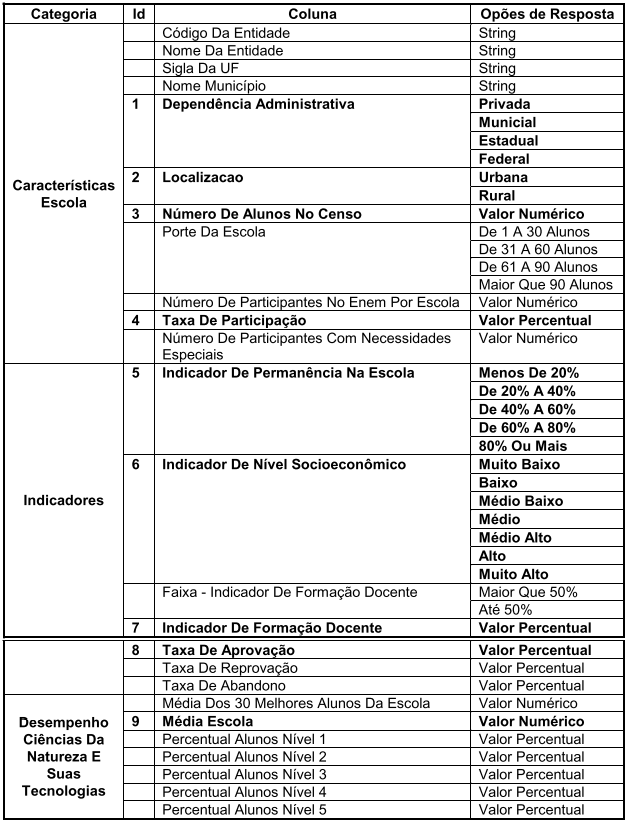 Categoria Id Coluna Opões de Resposta
Características Escola
Código Da Entidade String
Nome Da Entidade String
Sigla Da UF String
Nome Município String
1 Dependência Administrativa Privada
Municial
Estadual
Federal
2 Localizacao Urbana
Rural
3 Número De Alunos No Censo Valor Numérico
Porte Da Escola De 1 A 30 Alunos
De 31 A 60 Alunos
De 61 A 90 Alunos
Maior Que 90 Alunos
Número De Participantes No Enem Por Escola Valor Numérico
4 Taxa De Participação Valor Percentual
Número De Participantes Com Necessidades Valor Numérico
Especiais
Indicadores
5 Indicador De Permanência Na Escola Menos De 20%
De 20% A 40%
De 40% A 60%
De 60% A 80%
80% Ou Mais
6 Indicador De Nível Socioeconômico Muito Baixo
Baixo
Médio Baixo
Médio
Médio Alto
Alto
Muito Alto
Faixa - Indicador De Formação Docente Maior Que 50%
Até 50%
7 Indicador De Formação Docente Valor Percentual
8 Taxa De Aprovação Valor Percentual
Taxa De Reprovação Valor Percentual
Taxa De Abandono Valor Percentual
Desempenho
Ciências Da
Natureza E
Suas
Tecnologias
Média Dos 30 Melhores Alunos Da Escola Valor Numérico
9 Média Escola Valor Numérico
Percentual Alunos Nível 1 Valor Percentual
Percentual Alunos Nível 2 Valor Percentual
Percentual Alunos Nível 3 Valor Percentual
Percentual Alunos Nível 4 Valor Percentual
Percentual Alunos Nível 5 Valor Percentual